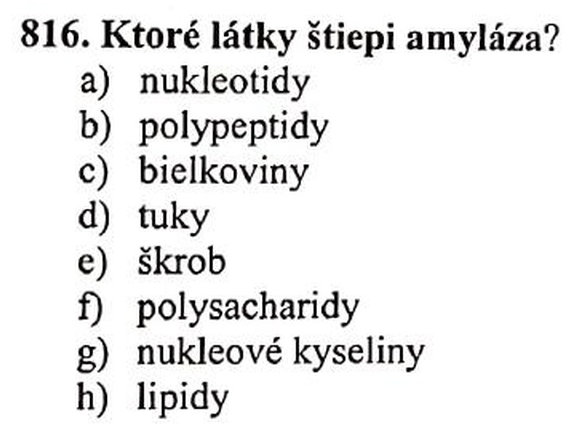 816. Ktoré látky štiepi amyláza?
a) nukleotidy
b) polypeptidy
c) bielkoviny
d) tuky
e) škrob
f) polysacharidy
g) nukleové kyseliny
h) lipidy